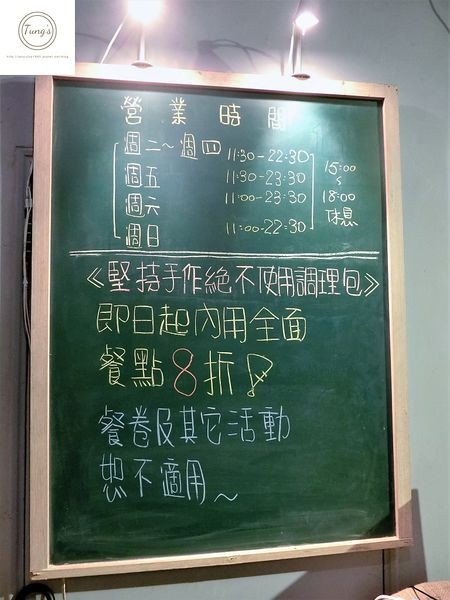 Tung's
營業時間
週二~週四 11:30-22:30
週五 11:30-23:30
週六 11:00-23:30
週日 11:00-22:30
15:00
~
18:00
休息
《堅持手作絕不使用調理包》
即日起內用全面
餐點8折
餐卷及其它活動
恕不適用~